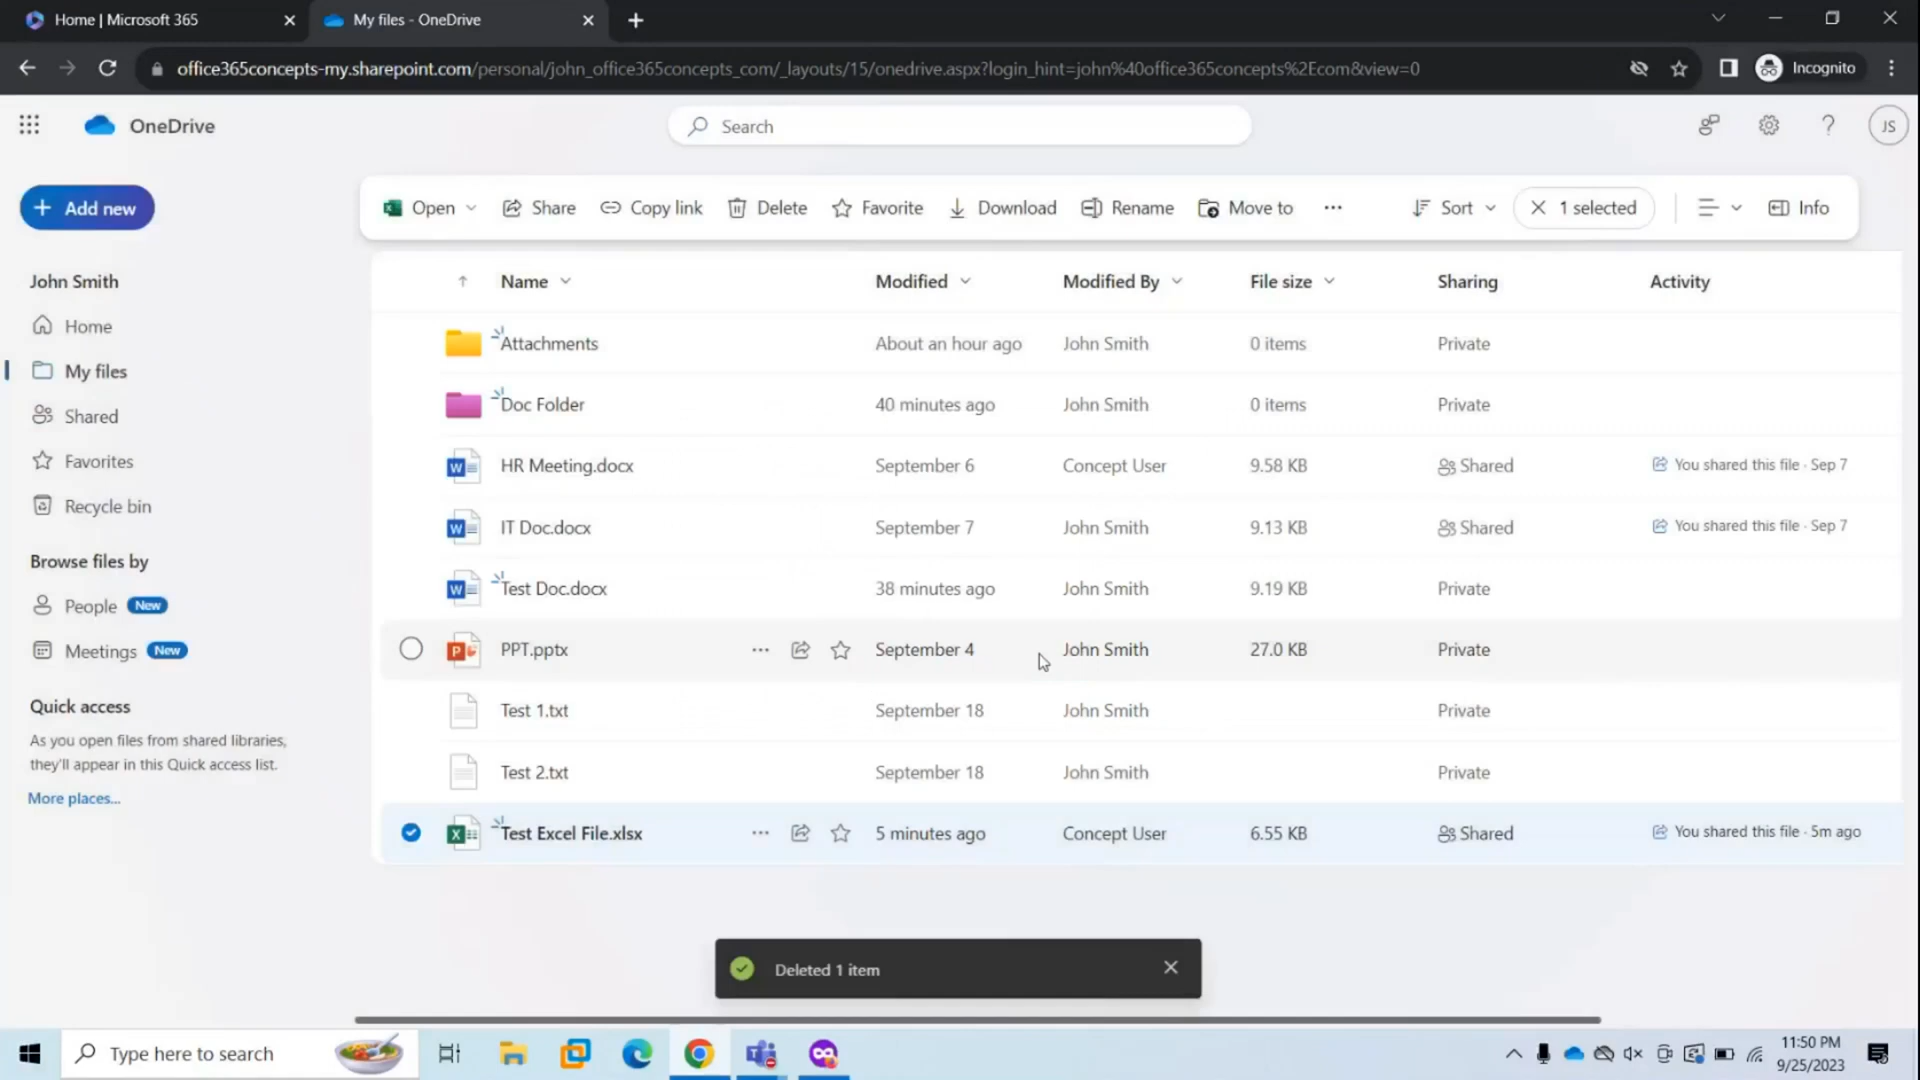 Home | Microsoft 365
My files - OneDrive
office365concepts-my.sharepoint.com/personal/john_office365concepts_com/_layouts/15/onedrive.aspx?login_hint=john%40office365concepts%2Ecom&view=0
Incognito
OneDrive
Search
JS
Add new
Open
Share
Copy link
Delete
Favorite
Download
Rename
Move to
Sort
1 selected
Info
John Smith
Home
My files
Shared
Favorites
Recycle bin
Browse files by
People New
Meetings New
Quick access
As you open files from shared libraries,
they'll appear in this Quick access list.
More places...
Name Modified Modified By File size Sharing Activity
Attachments About an hour ago John Smith 0 items Private
Doc Folder 40 minutes ago John Smith 0 items Private
HR Meeting.docx September 6 Concept User 9.58 KB Shared You shared this file · Sep 7
IT Doc.docx September 7 John Smith 9.13 KB Shared You shared this file · Sep 7
Test Doc.docx 38 minutes ago John Smith 9.19 KB Private
PPT.pptx September 4 John Smith 27.0 KB Private
Test 1.txt September 18 John Smith Private
Test 2.txt September 18 John Smith Private
Test Excel File.xlsx 5 minutes ago Concept User 6.55 KB Shared You shared this file · 5m ago
Deleted 1 item
Type here to search
11:50 PM
9/25/2023